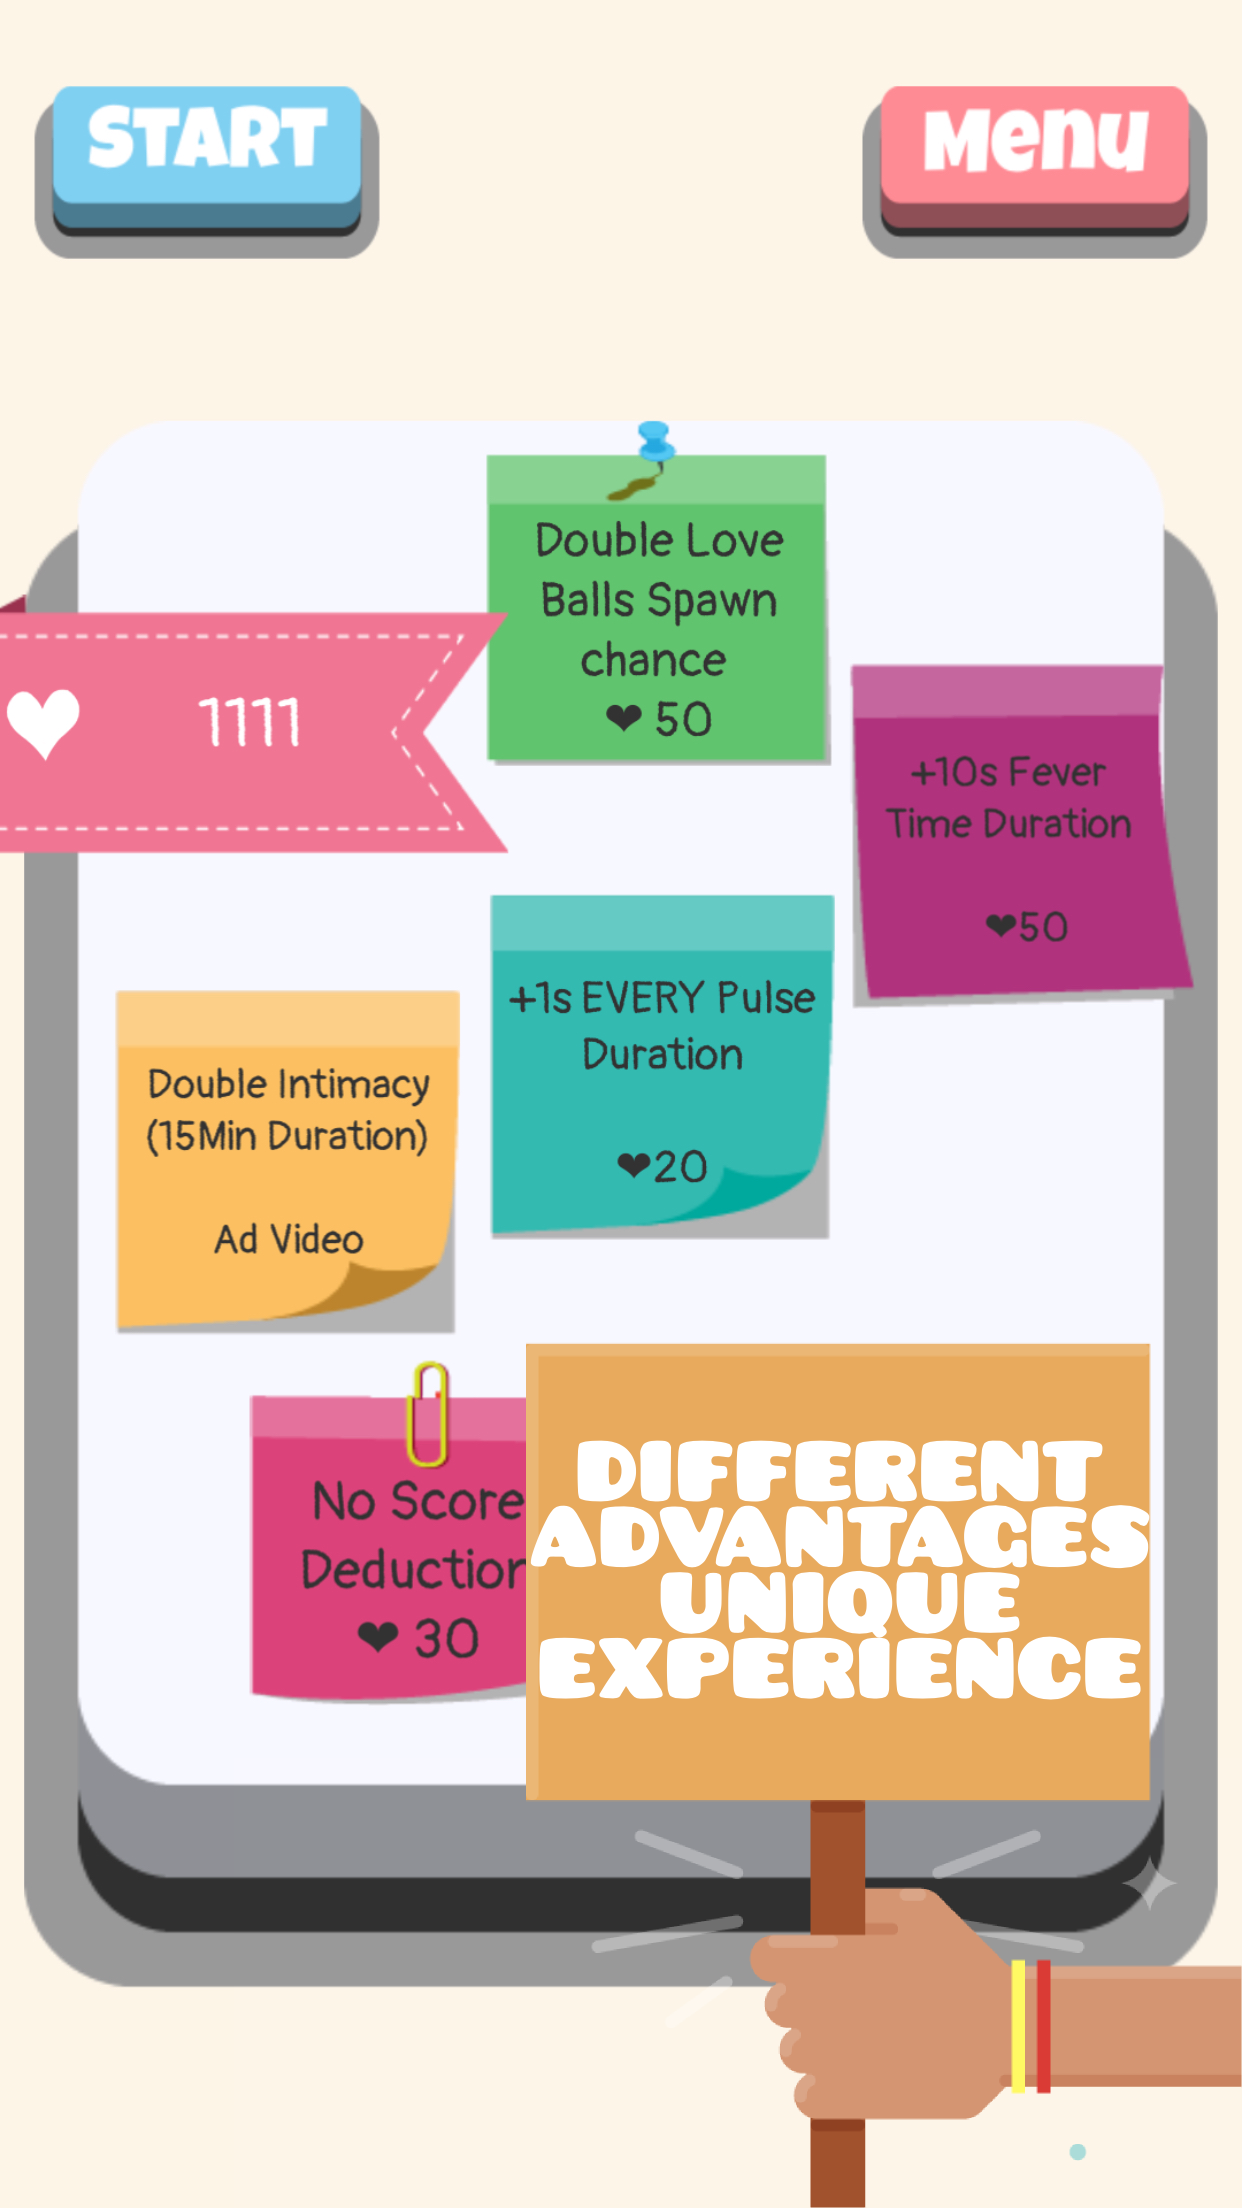 START
Menu
Double Love
Balls Spawn
chance
❤ 50
1111
+10s Fever
Time Duration
❤50
+1s EVERY Pulse
Duration
❤20
Double Intimacy
(15Min Duration)
Ad Video
No Score
Deduction
❤ 30
DIFFERENT
ADVANTAGES
UNIQUE
EXPERIENCE